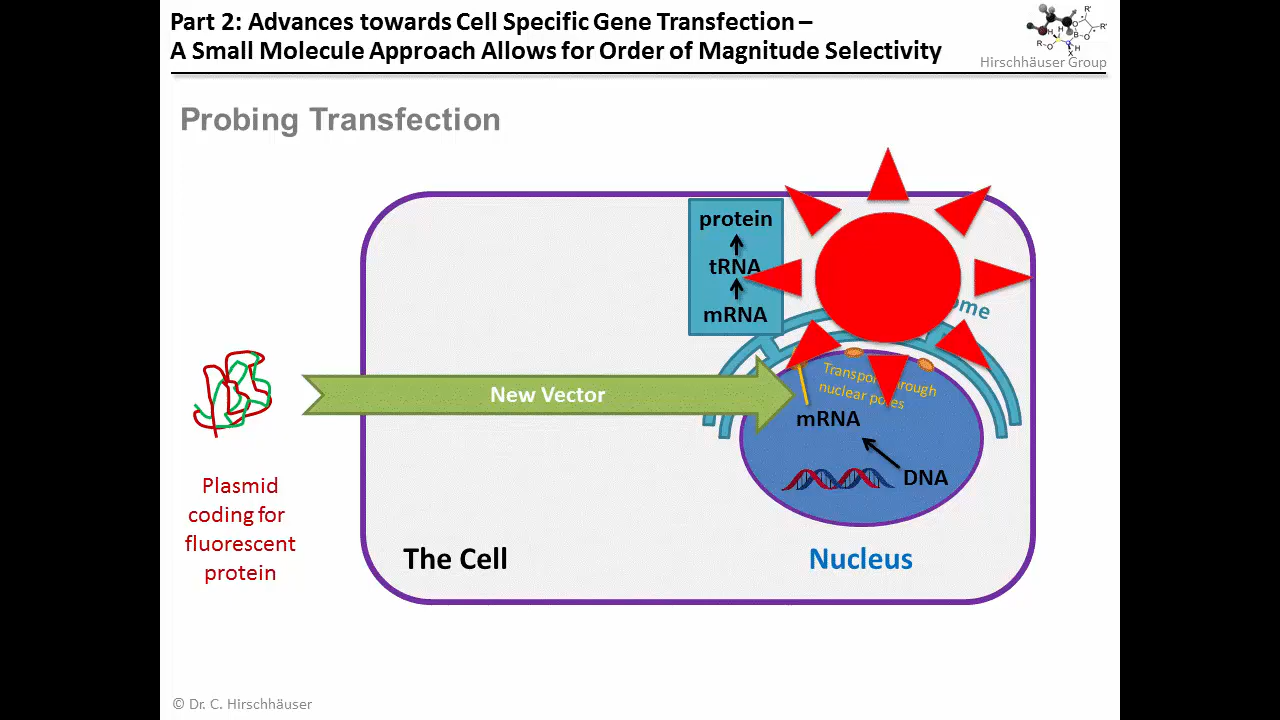 Part 2: Advances towards Cell Specific Gene Transfection –
A Small Molecule Approach Allows for Order of Magnitude Selectivity
Hirschhäuser Group
Probing Transfection
protein
tRNA
mRNA
New Vector
nuclear
mRNA
DNA
Plasmid
coding for
fluorescent
protein
The Cell
Nucleus
© Dr. C. Hirschhäuser